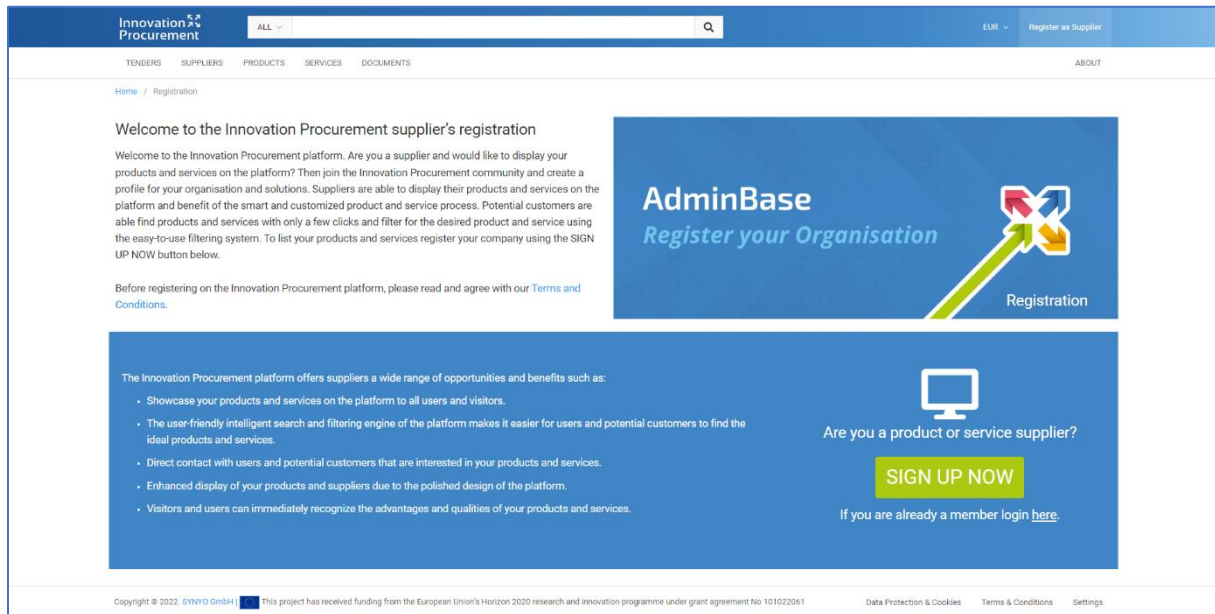 Innovation
Procurement
ALL
EUR
Register as Supplier
TENDERS SUPPLIERS PRODUCTS SERVICES DOCUMENTS ABOUT
Home / Registration
Welcome to the Innovation Procurement supplier's registration
Welcome to the Innovation Procurement platform. Are you a supplier and would like to display your
products and services on the platform? Then join the Innovation Procurement community and create a
profile for your organisation and solutions. Suppliers are able to display their products and services on the
platform and benefit of the smart and customized product and service process. Potential customers are
able find products and services with only a few clicks and filter for the desired product and service using
the easy-to-use filtering system. To list your products and services register your company using the SIGN
UP NOW button below.
Before registering on the Innovation Procurement platform, please read and agree with our Terms and
Conditions.
AdminBase
Register your Organisation
Registration
The Innovation Procurement platform offers suppliers a wide range of opportunities and benefits such as:
• Showcase your products and services on the platform to all users and visitors.
• The user-friendly intelligent search and filtering engine of the platform makes it easier for users and potential customers to find the
ideal products and services.
• Direct contact with users and potential customers that are interested in your products and services.
• Enhanced display of your products and suppliers due to the polished design of the platform.
• Visitors and users can immediately recognize the advantages and qualities of your products and services.
Are you a product or service supplier?
SIGN UP NOW
If you are already a member login here.
Copyright © 2022. SYNYO GmbH | This project has received funding from the European Union's Horizon 2020 research and innovation programme under grant agreement No 101022061
Data Protection & Cookies Terms & Conditions Settings